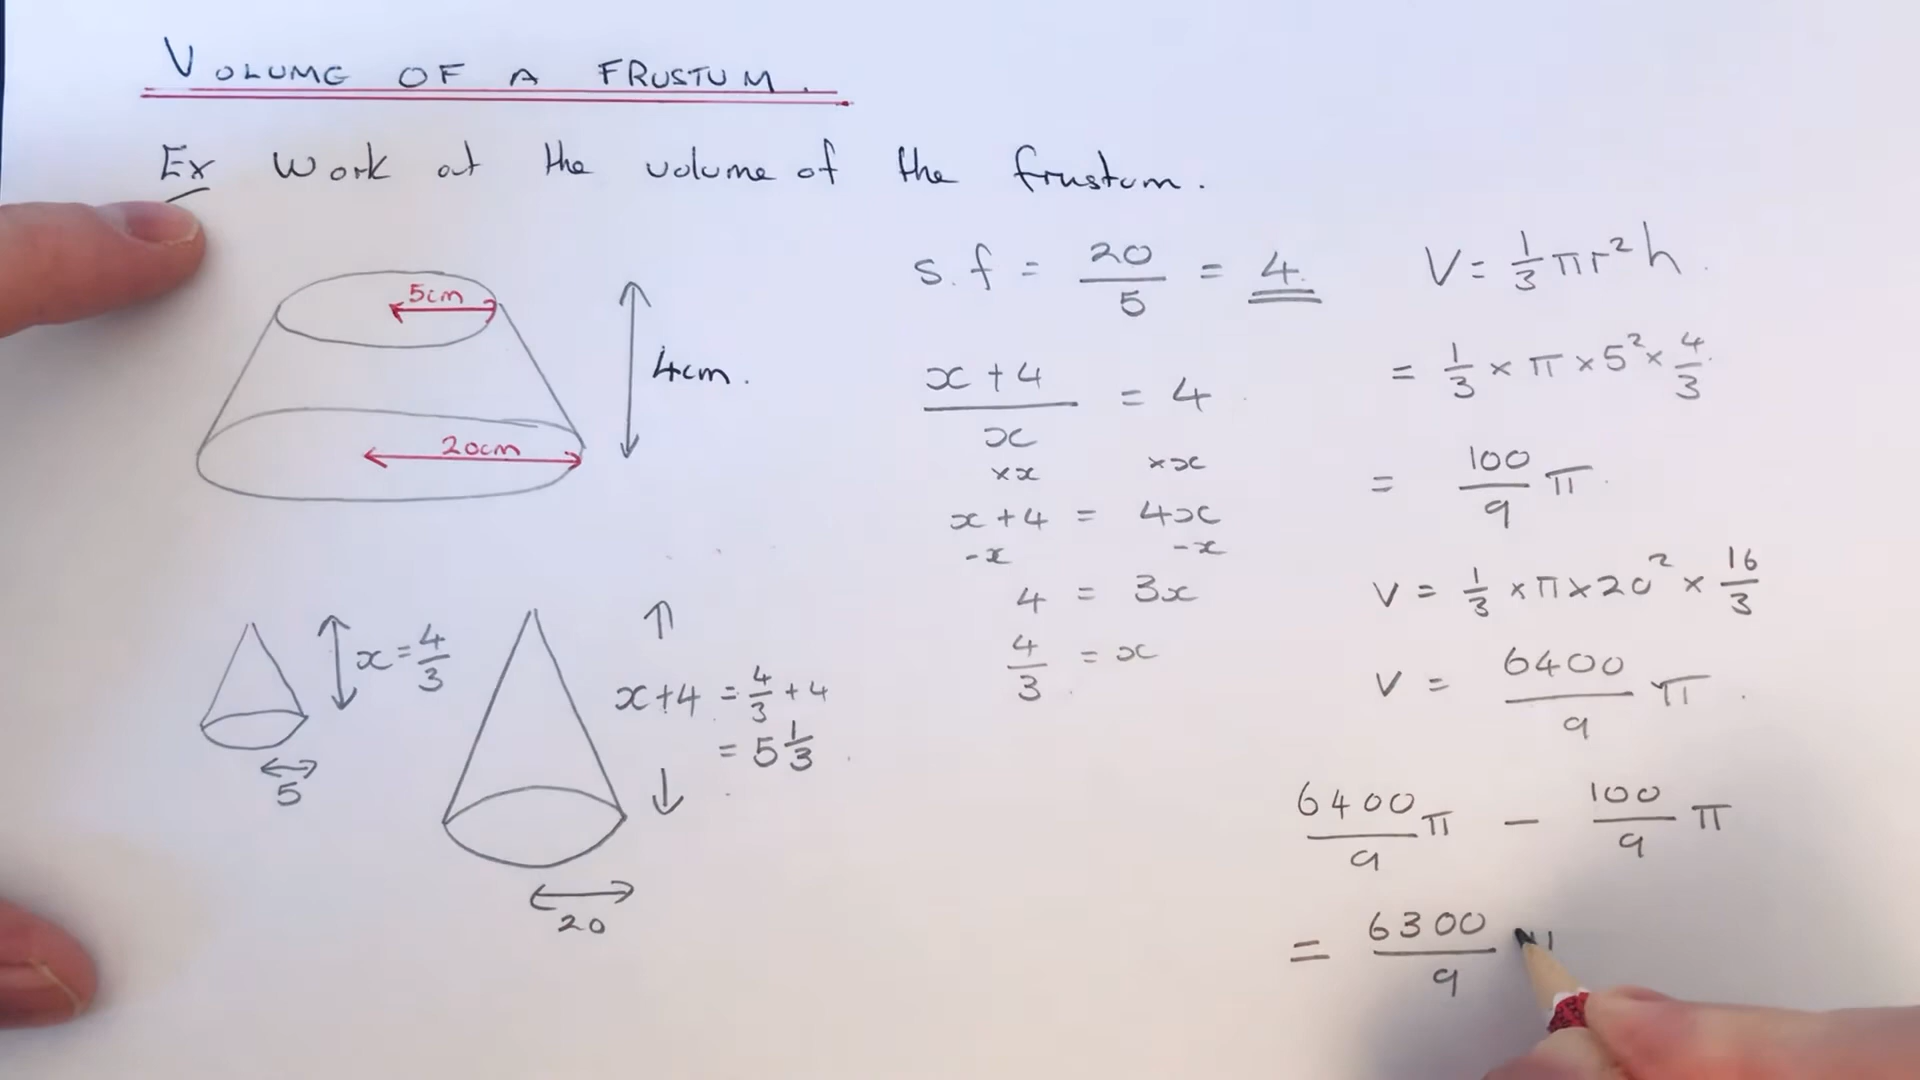 VOLUME OF A FRUSTUM.
Ex Work out the volume of the frustum.
5cm
4cm.
20cm
x = 4/3
5
x+4 = 4/3 + 4
= 5 1/3
20
s.f = 20/5 = 4
x+4/x = 4
×x ×x
x+4 = 4x
-x -x
4 = 3x
4/3 = x
V = 1/3 πr²h
= 1/3 × π × 5² × 4/3
= 100/9 π
V = 1/3 × π × 20² × 16/3
V = 6400/9 π
6400/9 π − 100/9 π
= 6300/9